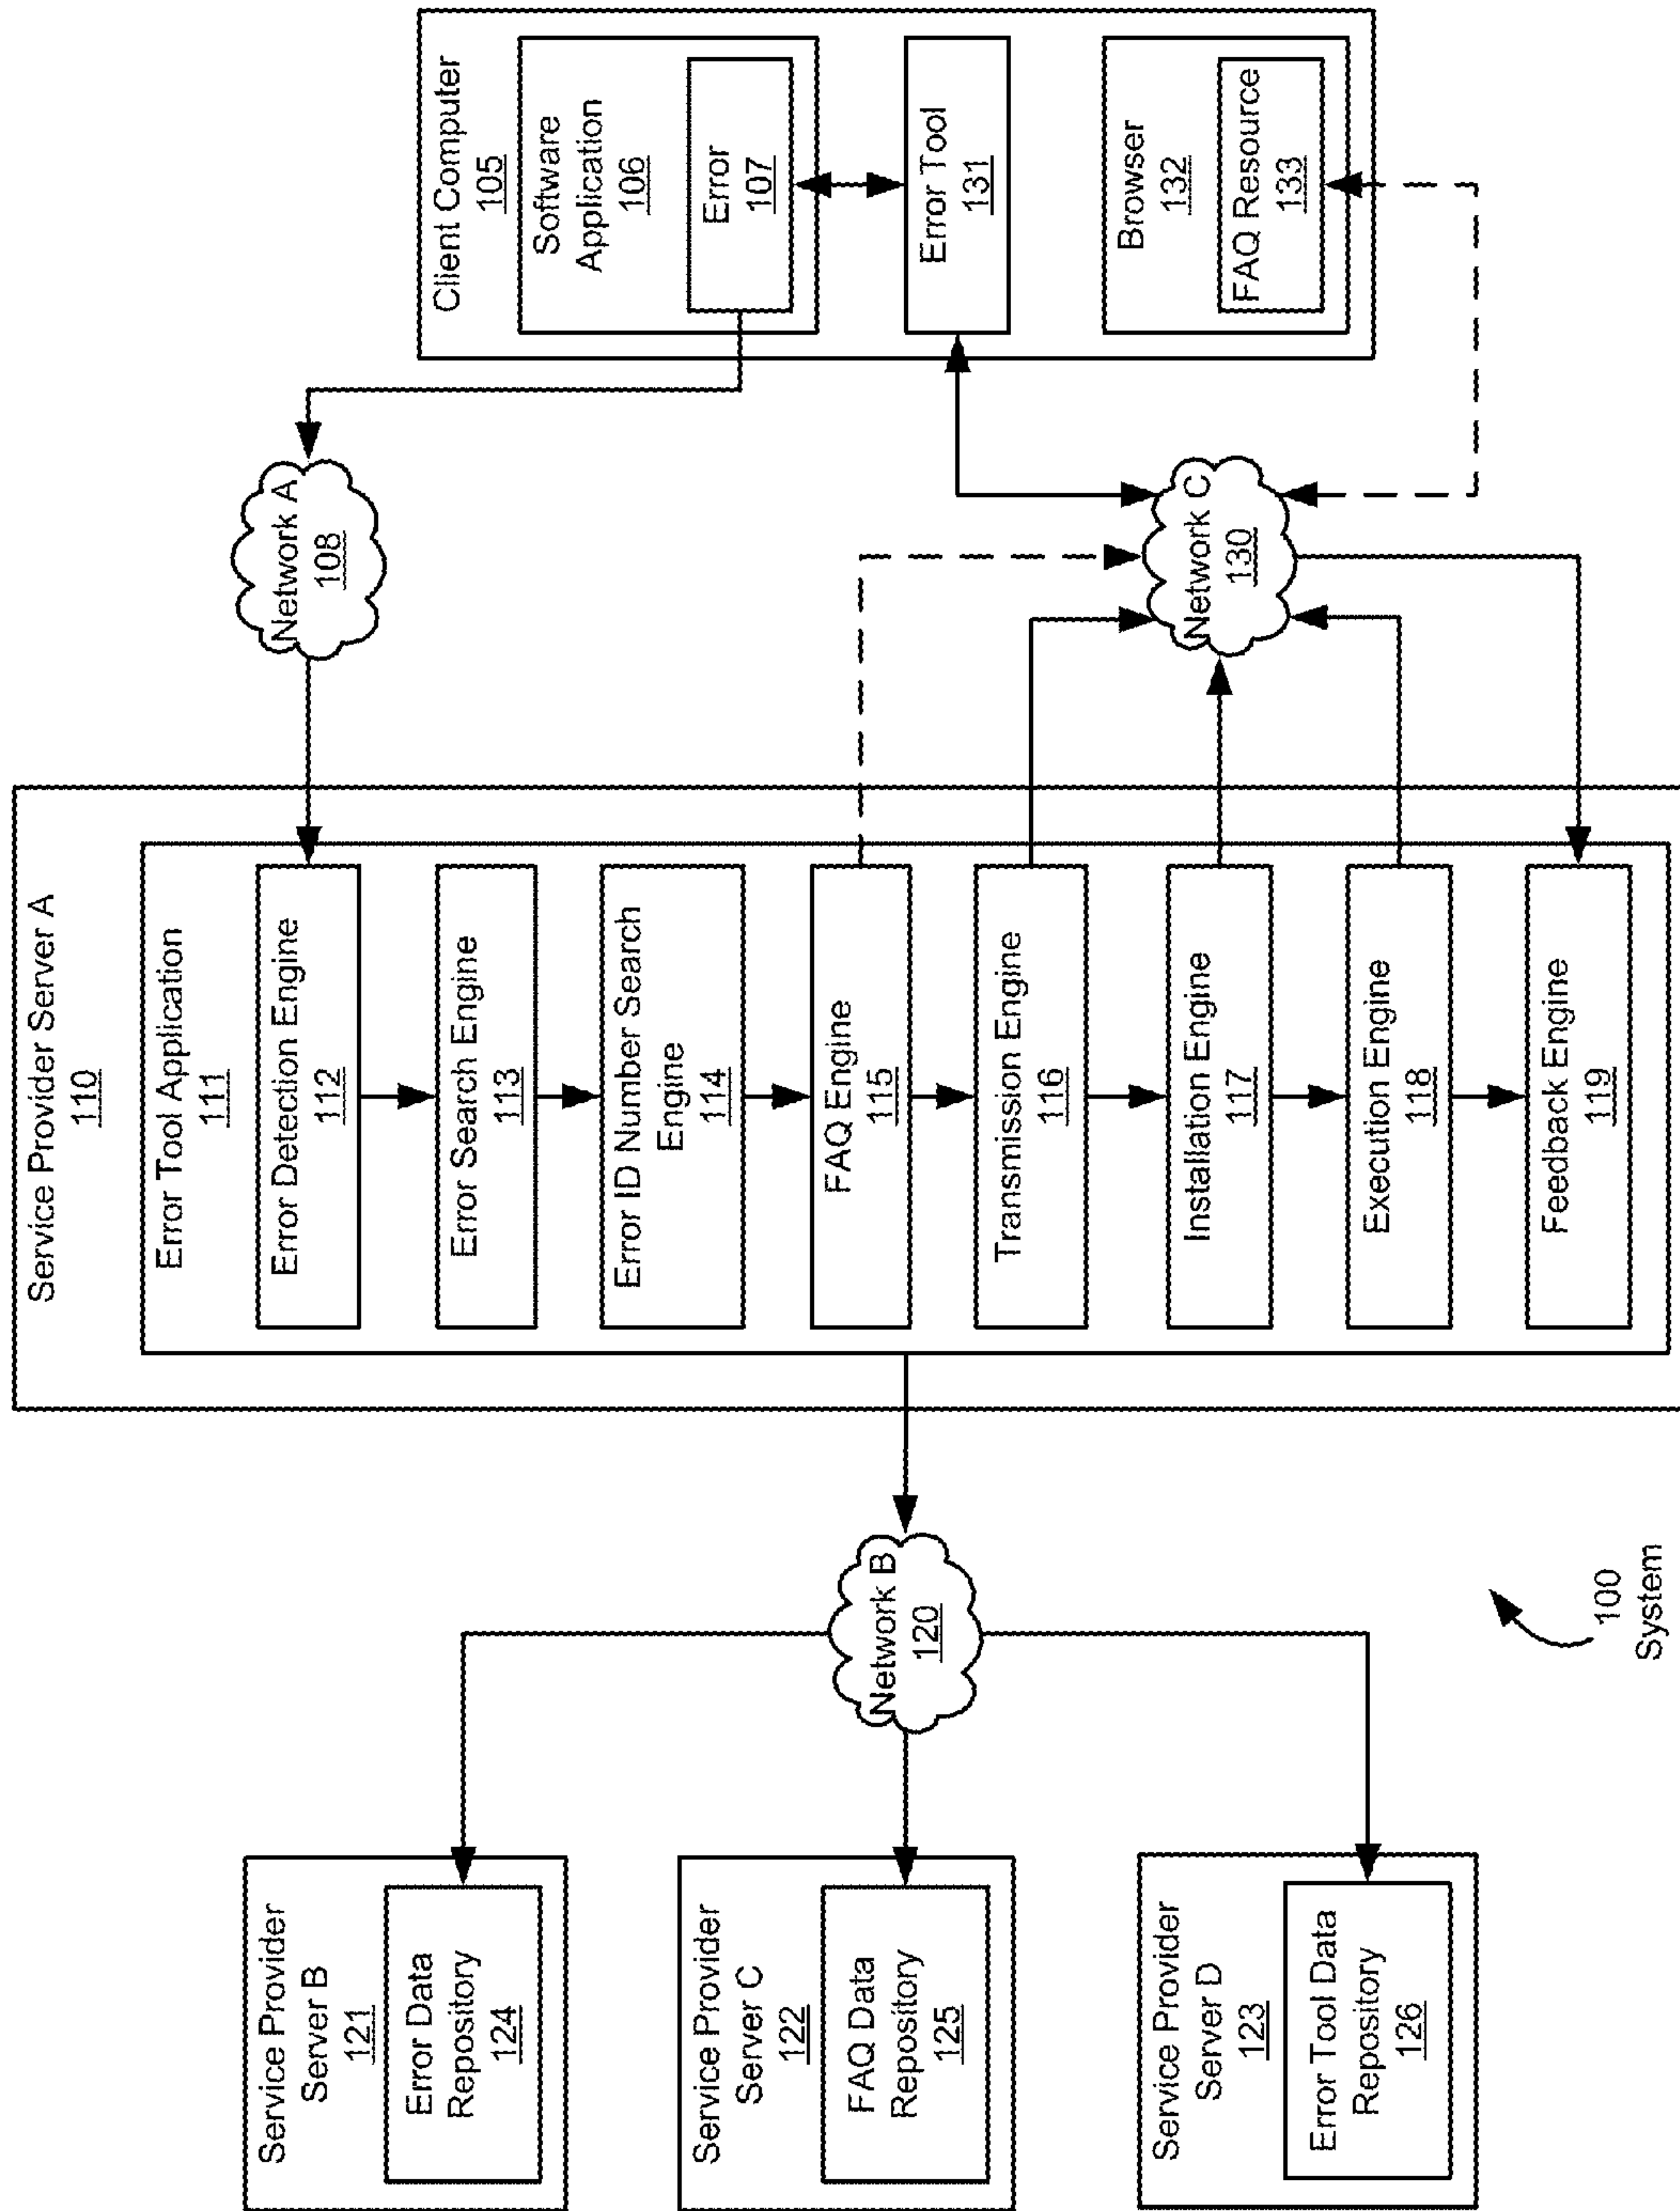 Service Provider
Server B
121
Error Data
Repository
124
Service Provider
Server C
122
FAQ Data
Repository
125
Service Provider
Server D
123
Error Tool Data
Repository
126
Network B
120
100
System
Service Provider Server A
110
Error Tool Application
111
Error Detection Engine
112
Error Search Engine
113
Error ID Number Search
Engine
114
FAQ Engine
115
Transmission Engine
116
Installation Engine
117
Execution Engine
118
Feedback Engine
119
Network A
108
Network C
130
Client Computer
105
Software
Application
106
Error
107
Error Tool
131
Browser
132
FAQ Resource
133